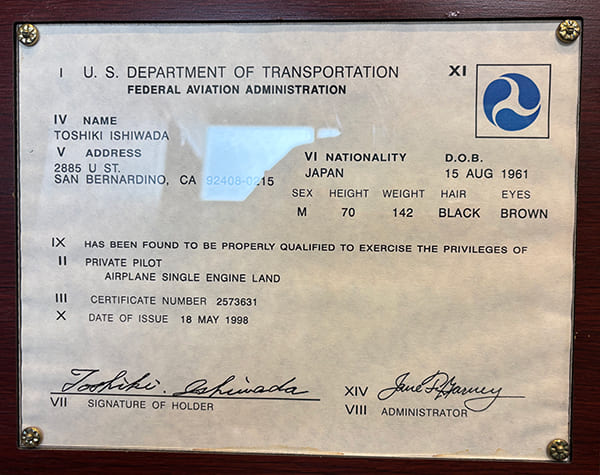 I U. S. DEPARTMENT OF TRANSPORTATION XI
FEDERAL AVIATION ADMINISTRATION
IV NAME
TOSHIKI ISHIWADA
V ADDRESS
2885 U ST.
SAN BERNARDINO, CA 92408-0215
VI NATIONALITY D.O.B.
JAPAN 15 AUG 1961
SEX HEIGHT WEIGHT HAIR EYES
M 70 142 BLACK BROWN
IX HAS BEEN FOUND TO BE PROPERLY QUALIFIED TO EXERCISE THE PRIVILEGES OF
II PRIVATE PILOT
AIRPLANE SINGLE ENGINE LAND
III CERTIFICATE NUMBER 2573631
X DATE OF ISSUE 18 MAY 1998
Toshiki Ishiwada XIV Jane F. Garvey
VII SIGNATURE OF HOLDER VIII ADMINISTRATOR